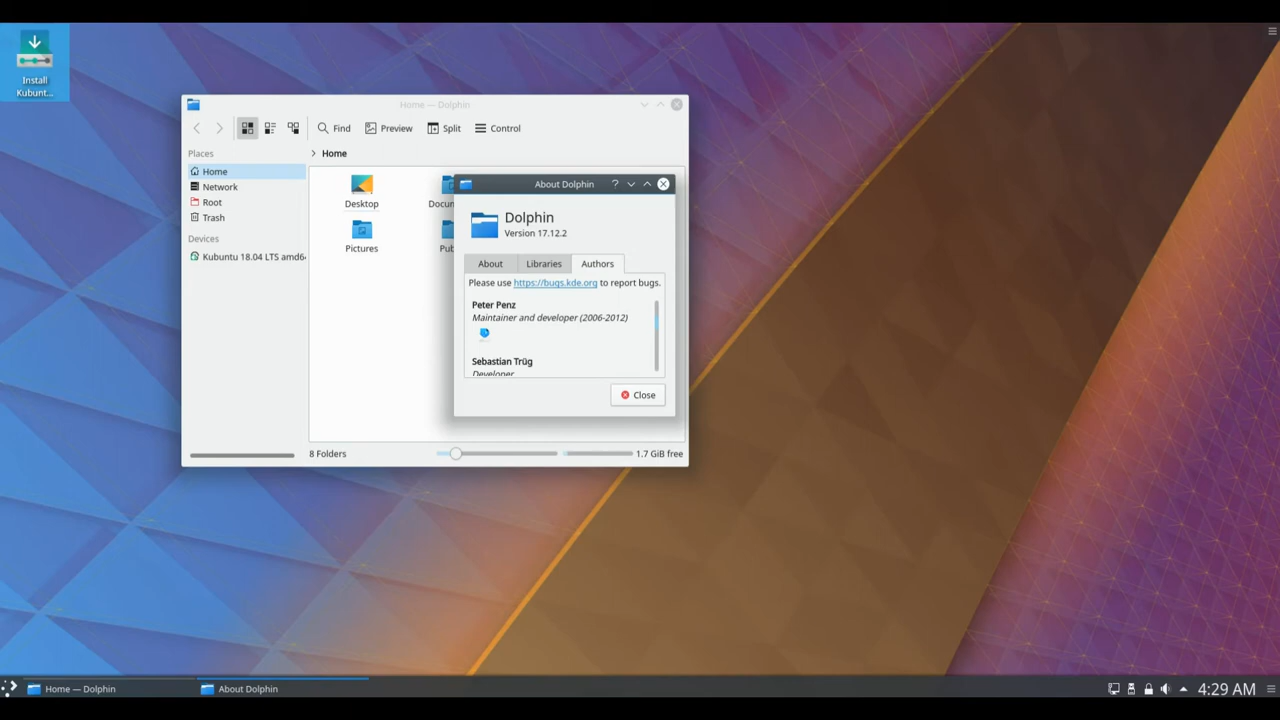 Install
Kubunt...
Home — Dolphin
Find
Preview
Split
Control
Places
Home
Home
Network
Root
Trash
Devices
Kubuntu 18.04 LTS amd6
Desktop
Docun
Pictures
Pub
About Dolphin
?
Dolphin
Version 17.12.2
About
Libraries
Authors
Please use https://bugs.kde.org to report bugs.
Peter Penz
Maintainer and developer (2006-2012)
Sebastian Trüg
Developer
Close
8 Folders
1.7 GiB free
Home — Dolphin
About Dolphin
4:29 AM